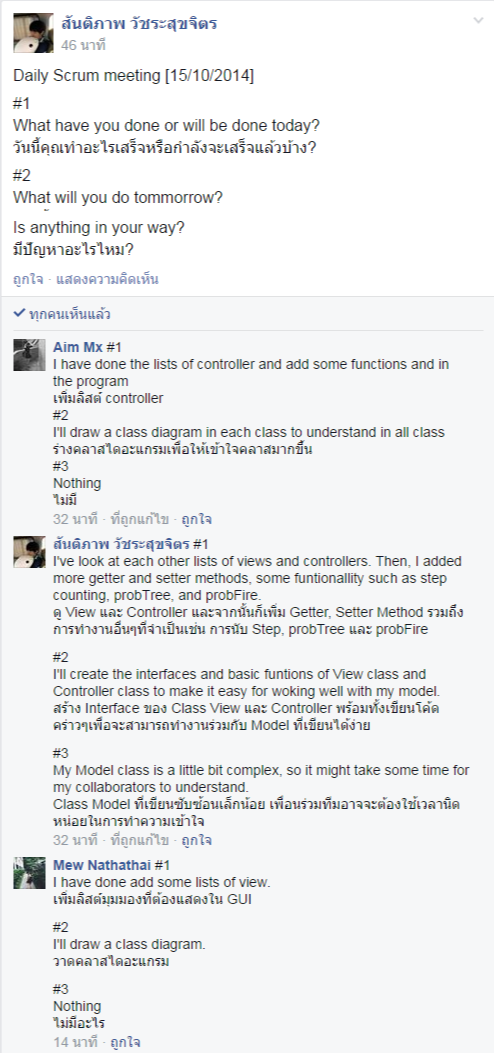 สันติภาพ วัชระสุขจิตร
46 นาที
Daily Scrum meeting [15/10/2014]
#1
What have you done or will be done today?
วันนี้คุณทำอะไรเสร็จหรือกำลังจะเสร็จแล้วบ้าง?
#2
What will you do tommorrow?
Is anything in your way?
มีปัญหาอะไรไหม?
ถูกใจ · แสดงความคิดเห็น
ทุกคนเห็นแล้ว
Aim Mx #1
I have done the lists of controller and add some functions and in
the program
เพิ่มลิสต์ controller
#2
I'll draw a class diagram in each class to understand in all class
ร่างคลาสไดอะแกรมเพื่อให้เข้าใจคลาสมากขึ้น
#3
Nothing
ไม่มี
32 นาที · ที่ถูกแก้ไข · ถูกใจ
สันติภาพ วัชระสุขจิตร #1
I've look at each other lists of views and controllers. Then, I added
more getter and setter methods, some funtionallity such as step
counting, probTree, and probFire.
ดู View และ Controller และจากนั้นก็เพิ่ม Getter, Setter Method รวมถึง
การทำงานอื่นๆที่จำเป็นเช่น การนับ Step, probTree และ probFire
#2
I'll create the interfaces and basic funtions of View class and
Controller class to make it easy for woking well with my model.
สร้าง Interface ของ Class View และ Controller พร้อมทั้งเขียนโค้ด
คร่าวๆเพื่อจะสามารถทำงานร่วมกับ Model ที่เขียนได้ง่าย
#3
My Model class is a little bit complex, so it might take some time for
my collaborators to understand.
Class Model ที่เขียนซับซ้อนเล็กน้อย เพื่อนร่วมทีมอาจจะต้องใช้เวลานิด
หน่อยในการทำความเข้าใจ
32 นาที · ที่ถูกแก้ไข · ถูกใจ
Mew Nathathai #1
I have done add some lists of view.
เพิ่มลิสต์มุมมองที่ต้องแสดงใน GUI
#2
I'll draw a class diagram.
วาดคลาสไดอะแกรม
#3
Nothing
ไม่มีอะไร
14 นาที · ถูกใจ